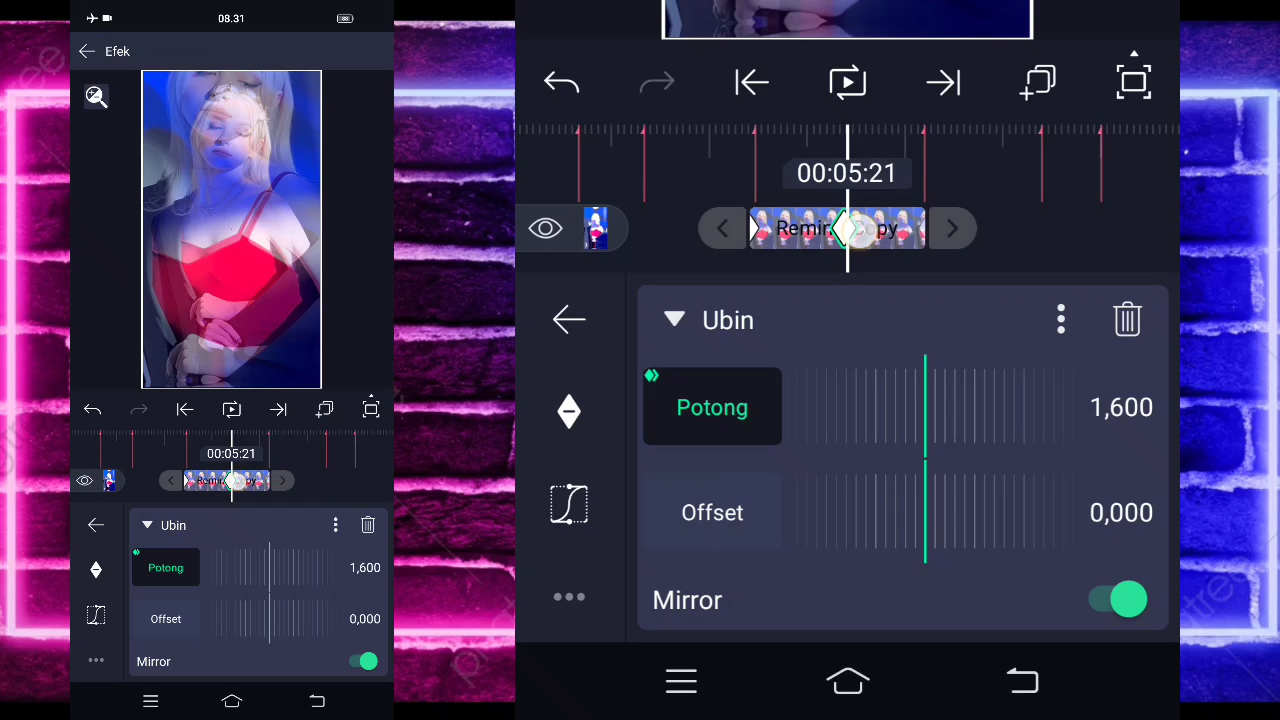 08.31
88
Efek
00:05:21
Ubin
Potong
1,600
Offset
0,000
Mirror
00:05:21
Ubin
Potong
1,600
Offset
0,000
Mirror